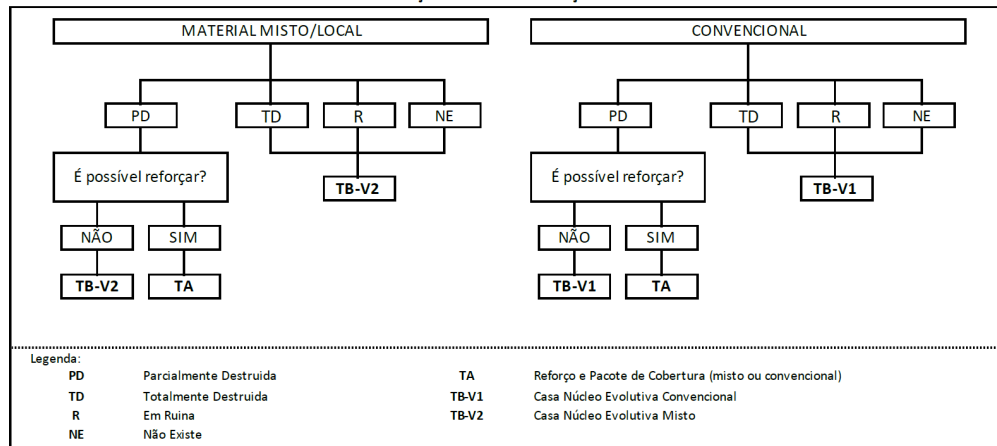 MATERIAL MISTO/LOCAL
PD
TD
R
NE
É possível reforçar?
TB-V2
NÃO
SIM
TB-V2
TA
CONVENCIONAL
PD
TD
R
NE
É possível reforçar?
TB-V1
NÃO
SIM
TB-V1
TA
Legenda:
PD Parcialmente Destruida
TD Totalmente Destruida
R Em Ruina
NE Não Existe
TA Reforço e Pacote de Cobertura (misto ou convencional)
TB-V1 Casa Núcleo Evolutiva Convencional
TB-V2 Casa Núcleo Evolutiva Misto